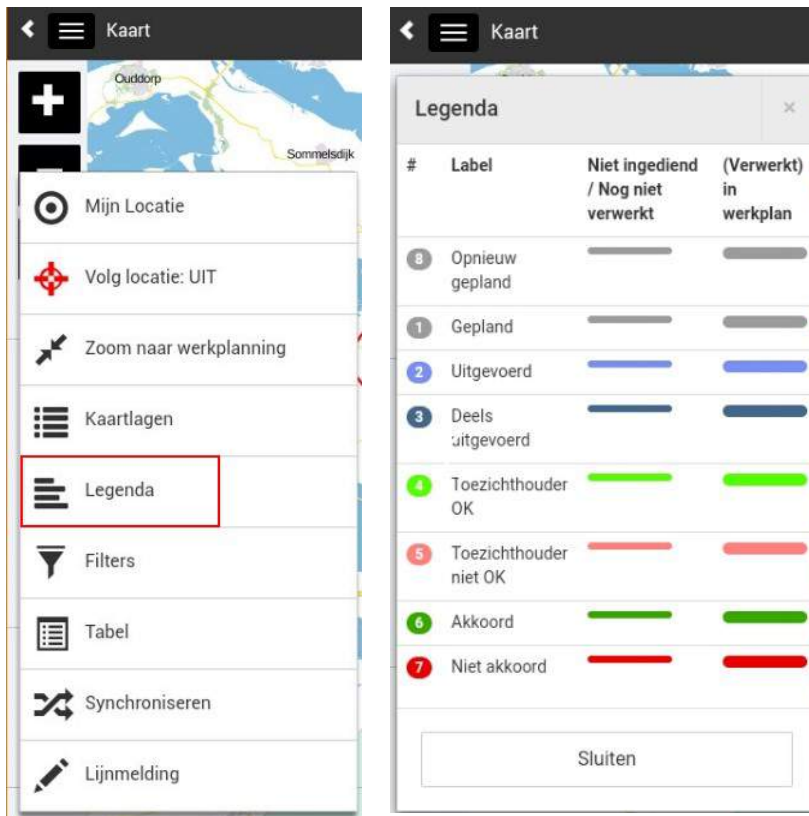 Kaart
Ouddorp
Sommelsdijk
Mijn Locatie
Volg locatie: UIT
Zoom naar werkplanning
Kaartlagen
Legenda
Filters
Tabel
Synchroniseren
Lijnmelding
Kaart
Legenda ×
# Label Niet ingediend (Verwerkt)
/ Nog niet in
verwerkt werkplan
8 Opnieuw
gepland
1 Gepland
2 Uitgevoerd
3 Deels
uitgevoerd
4 Toezichthouder
OK
5 Toezichthouder
niet OK
6 Akkoord
7 Niet akkoord
Sluiten